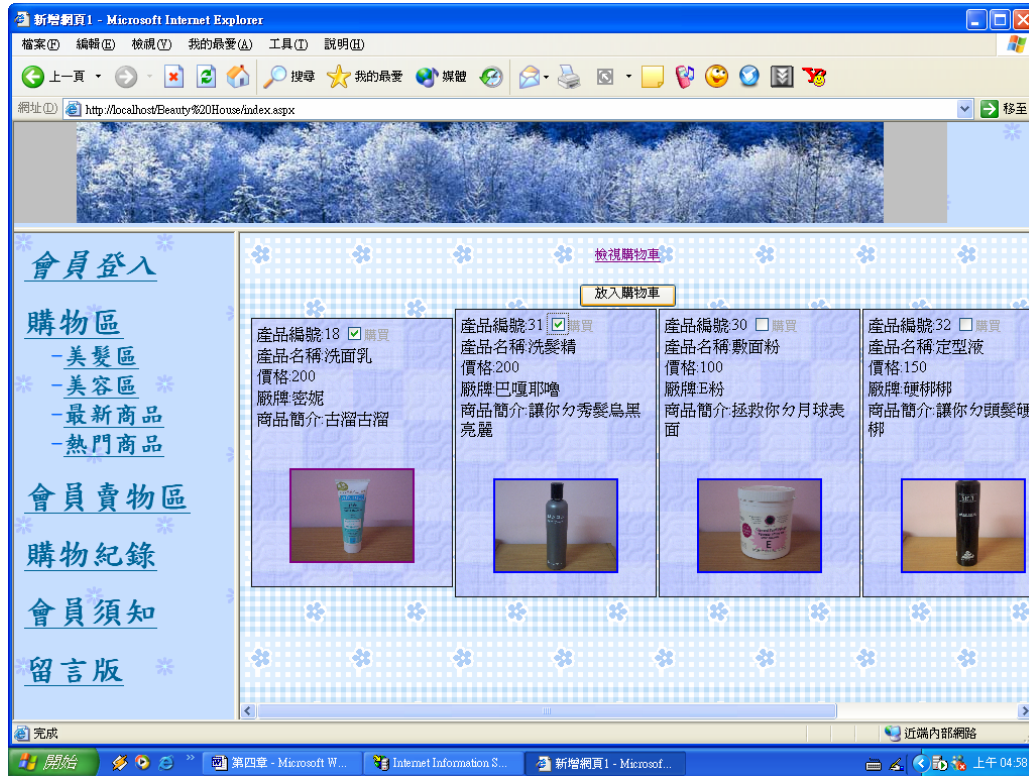 新增網頁1 - Microsoft Internet Explorer
檔案(F) 編輯(E) 檢視(V) 我的最愛(A) 工具(T) 說明(H)
上一頁 搜尋 我的最愛 媒體
網址(D) http://localhost/Beauty%20House/index.aspx 移至
會員登入
購物區
－美髮區
－美容區
－最新商品
－熱門商品
會員賣物區
購物紀錄
會員須知
留言版
檢視購物車
放入購物車
產品編號:18 購買
產品名稱:洗面乳
價格:200
廠牌:密妮
商品簡介:古溜古溜
產品編號:31 購買
產品名稱:洗髮精
價格:200
廠牌:巴嘎耶嚕
商品簡介:讓你ㄉ秀髮烏黑
亮麗
產品編號:30 購買
產品名稱:敷面粉
價格:100
廠牌:E粉
商品簡介:拯救你ㄉ月球表
面
E
產品編號:32 購買
產品名稱:定型液
價格:150
廠牌:硬梆梆
商品簡介:讓你ㄉ頭髮硬
梆
完成 近端內部網路
開始 第四章 - Microsoft W... Internet Information S... 新增網頁1 - Microsof... 上午 04:58